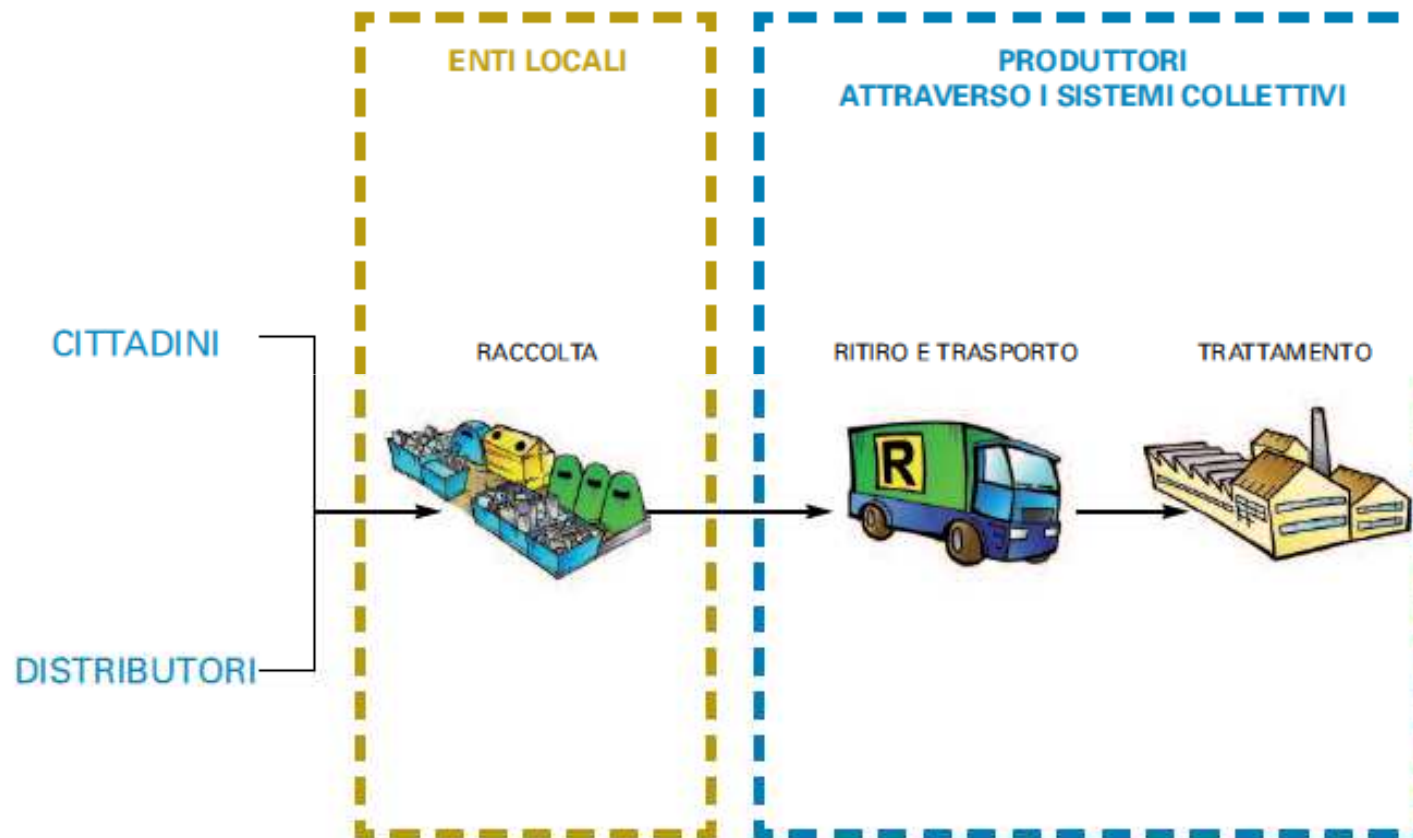 ENTI LOCALI
PRODUTTORI
ATTRAVERSO I SISTEMI COLLETTIVI
CITTADINI
RACCOLTA
RITIRO E TRASPORTO
TRATTAMENTO
R
DISTRIBUTORI